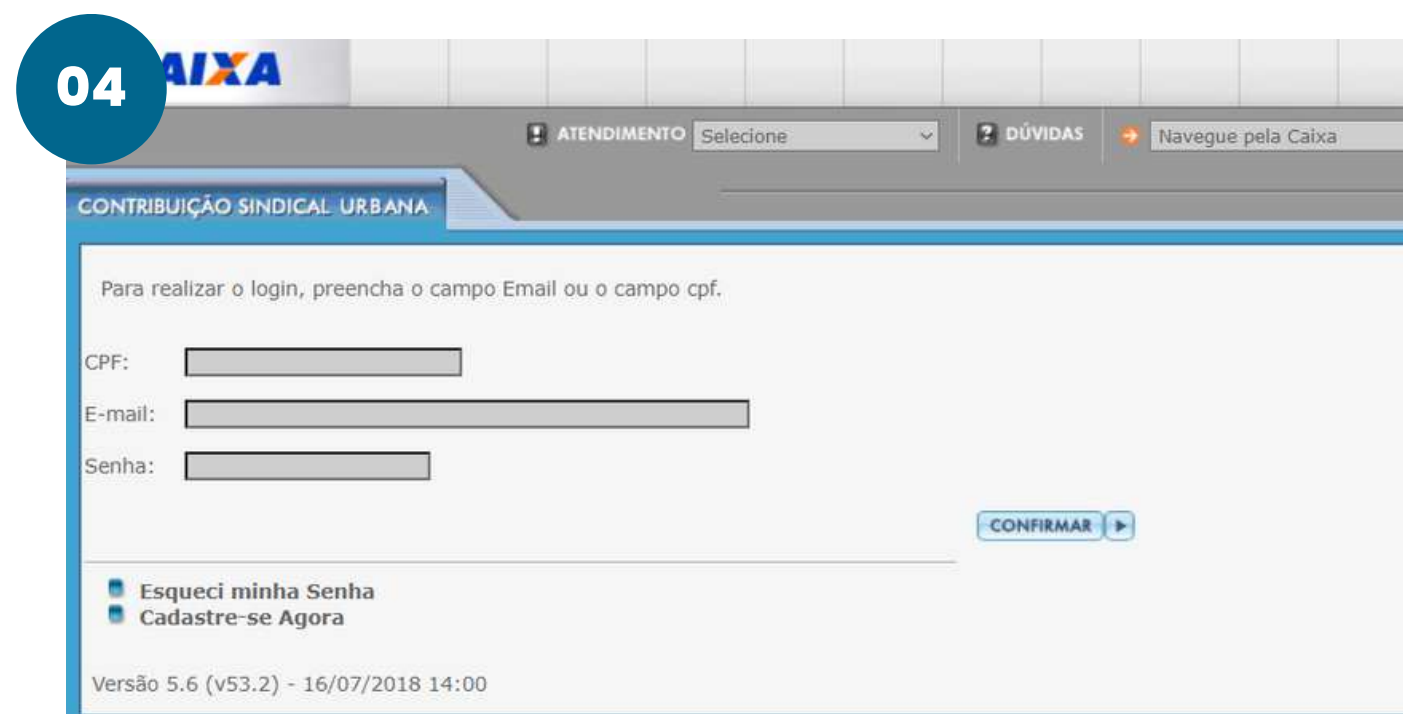 04
AIXA
ATENDIMENTO Selecione DÚVIDAS Navegue pela Caixa
CONTRIBUIÇÃO SINDICAL URBANA
Para realizar o login, preencha o campo Email ou o campo cpf.
CPF:
E-mail:
Senha:
CONFIRMAR
Esqueci minha Senha
Cadastre-se Agora
Versão 5.6 (v53.2) - 16/07/2018 14:00